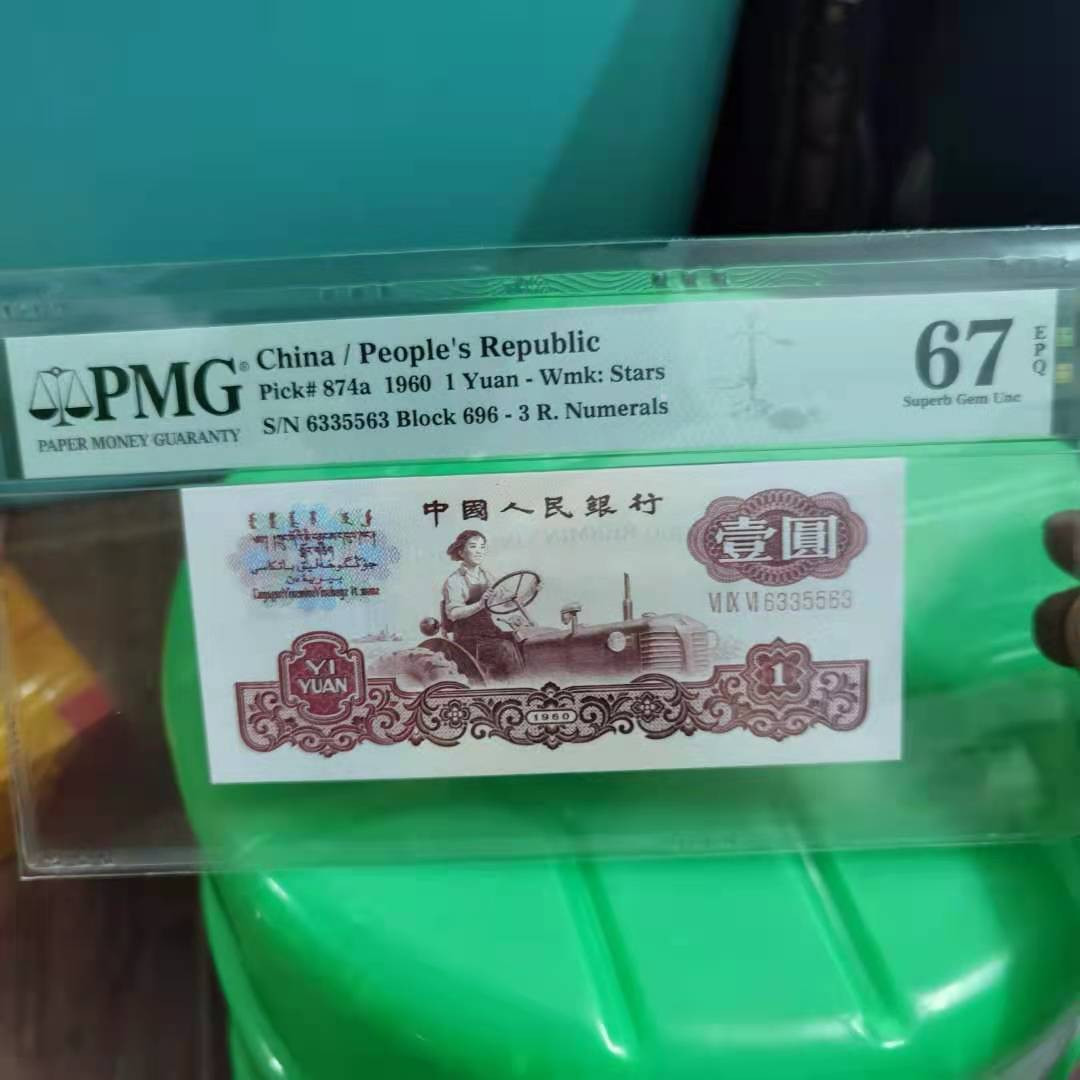 PMG®
PAPER MONEY GUARANTY
China / People's Republic
Pick# 874a 1960 1 Yuan - Wmk: Stars
S/N 6335563 Block 696 - 3 R. Numerals
67
EPQ
Superb Gem Unc
中國人民銀行
壹圓
VI IX VI 6335563
YI
YUAN
1960
1